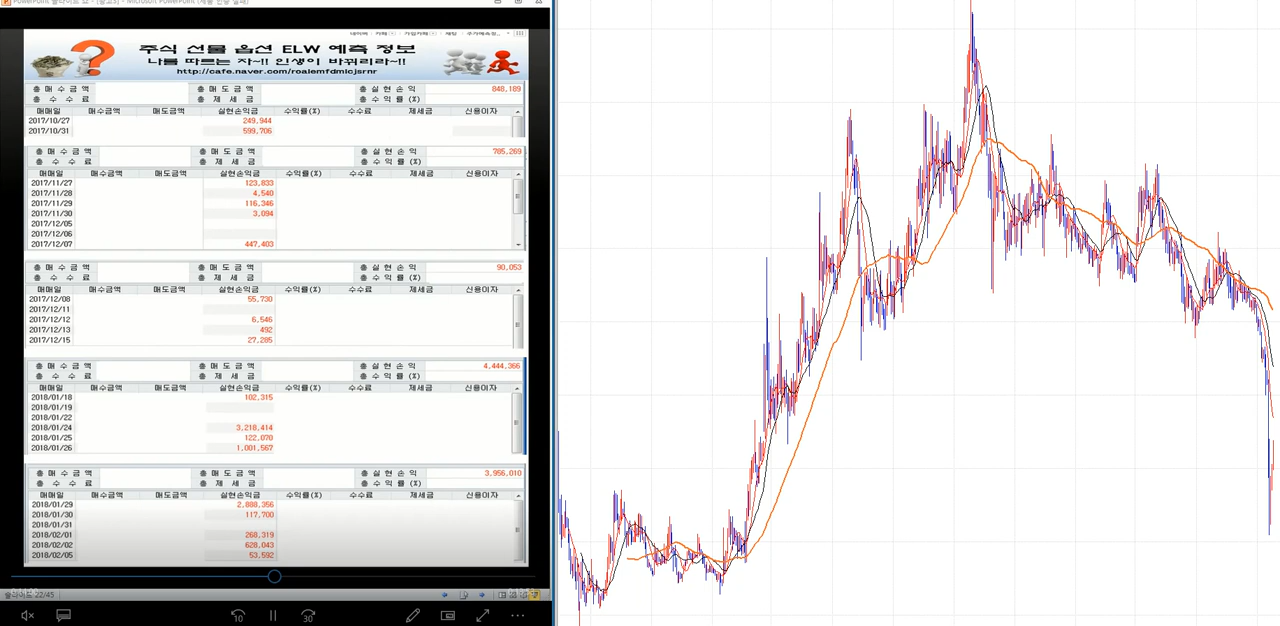 주식 선물 옵션 ELW 예측 정보
나를 따르는 자~!! 인생이 바뀌리라~!!
http://cafe.naver.com/roalemfdmlcjsrnr
총 매 수 금 액 총 매 도 금 액 총 실 현 손 익 848,189
총 수 수 료 총 제 세 금 총 수 익 률 (%)
매매일 매수금액 매도금액 실현손익금 수익률(%) 수수료 제세금 신용이자
2017/10/27 249,944
2017/10/31 599,706
총 매 수 금 액 총 매 도 금 액 총 실 현 손 익 785,269
총 수 수 료 총 제 세 금 총 수 익 률 (%)
매매일 매수금액 매도금액 실현손익금 수익률(%) 수수료 제세금 신용이자
2017/11/27 123,833
2017/11/28 4,540
2017/11/29 116,346
2017/11/30 3,094
2017/12/05
2017/12/06
2017/12/07 447,403
총 매 수 금 액 총 매 도 금 액 총 실 현 손 익 90,053
총 수 수 료 총 제 세 금 총 수 익 률 (%)
매매일 매수금액 매도금액 실현손익금 수익률(%) 수수료 제세금 신용이자
2017/12/08 55,730
2017/12/11
2017/12/12 6,546
2017/12/13 492
2017/12/15 27,285
총 매 수 금 액 총 매 도 금 액 총 실 현 손 익 4,444,366
총 수 수 료 총 제 세 금 총 수 익 률 (%)
매매일 매수금액 매도금액 실현손익금 수익률(%) 수수료 제세금 신용이자
2018/01/18 102,315
2018/01/19
2018/01/22
2018/01/24 3,218,414
2018/01/25 122,070
2018/01/26 1,001,567
총 매 수 금 액 총 매 도 금 액 총 실 현 손 익 3,956,010
총 수 수 료 총 제 세 금 총 수 익 률 (%)
매매일 매수금액 매도금액 실현손익금 수익률(%) 수수료 제세금 신용이자
2018/01/29 2,888,356
2018/01/30 117,700
2018/01/31
2018/02/01 268,319
2018/02/02 628,043
2018/02/05 53,592
22/45
10 30